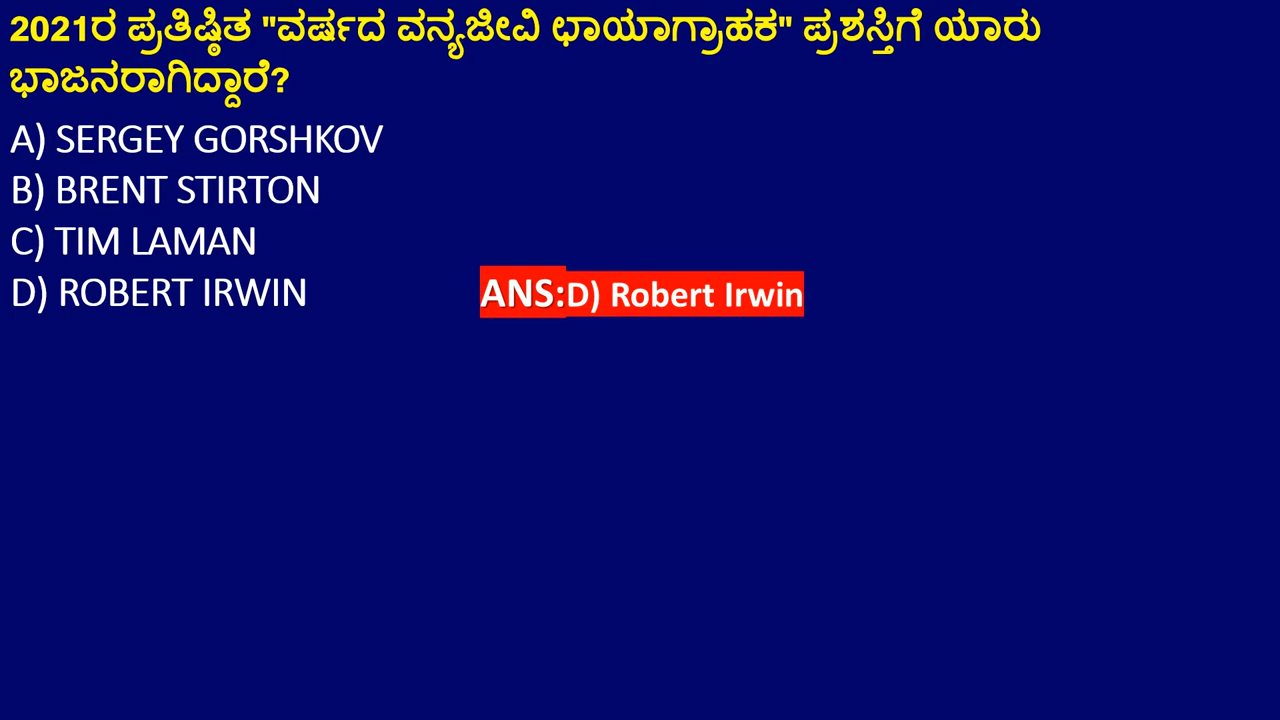 2021ರ ಪ್ರತಿಷ್ಠಿತ "ವರ್ಷದ ವನ್ಯಜೀವಿ ಛಾಯಾಗ್ರಾಹಕ" ಪ್ರಶಸ್ತಿಗೆ ಯಾರು
ಭಾಜನರಾಗಿದ್ದಾರೆ?
A) SERGEY GORSHKOV
B) BRENT STIRTON
C) TIM LAMAN
D) ROBERT IRWIN
ANS:D) Robert Irwin